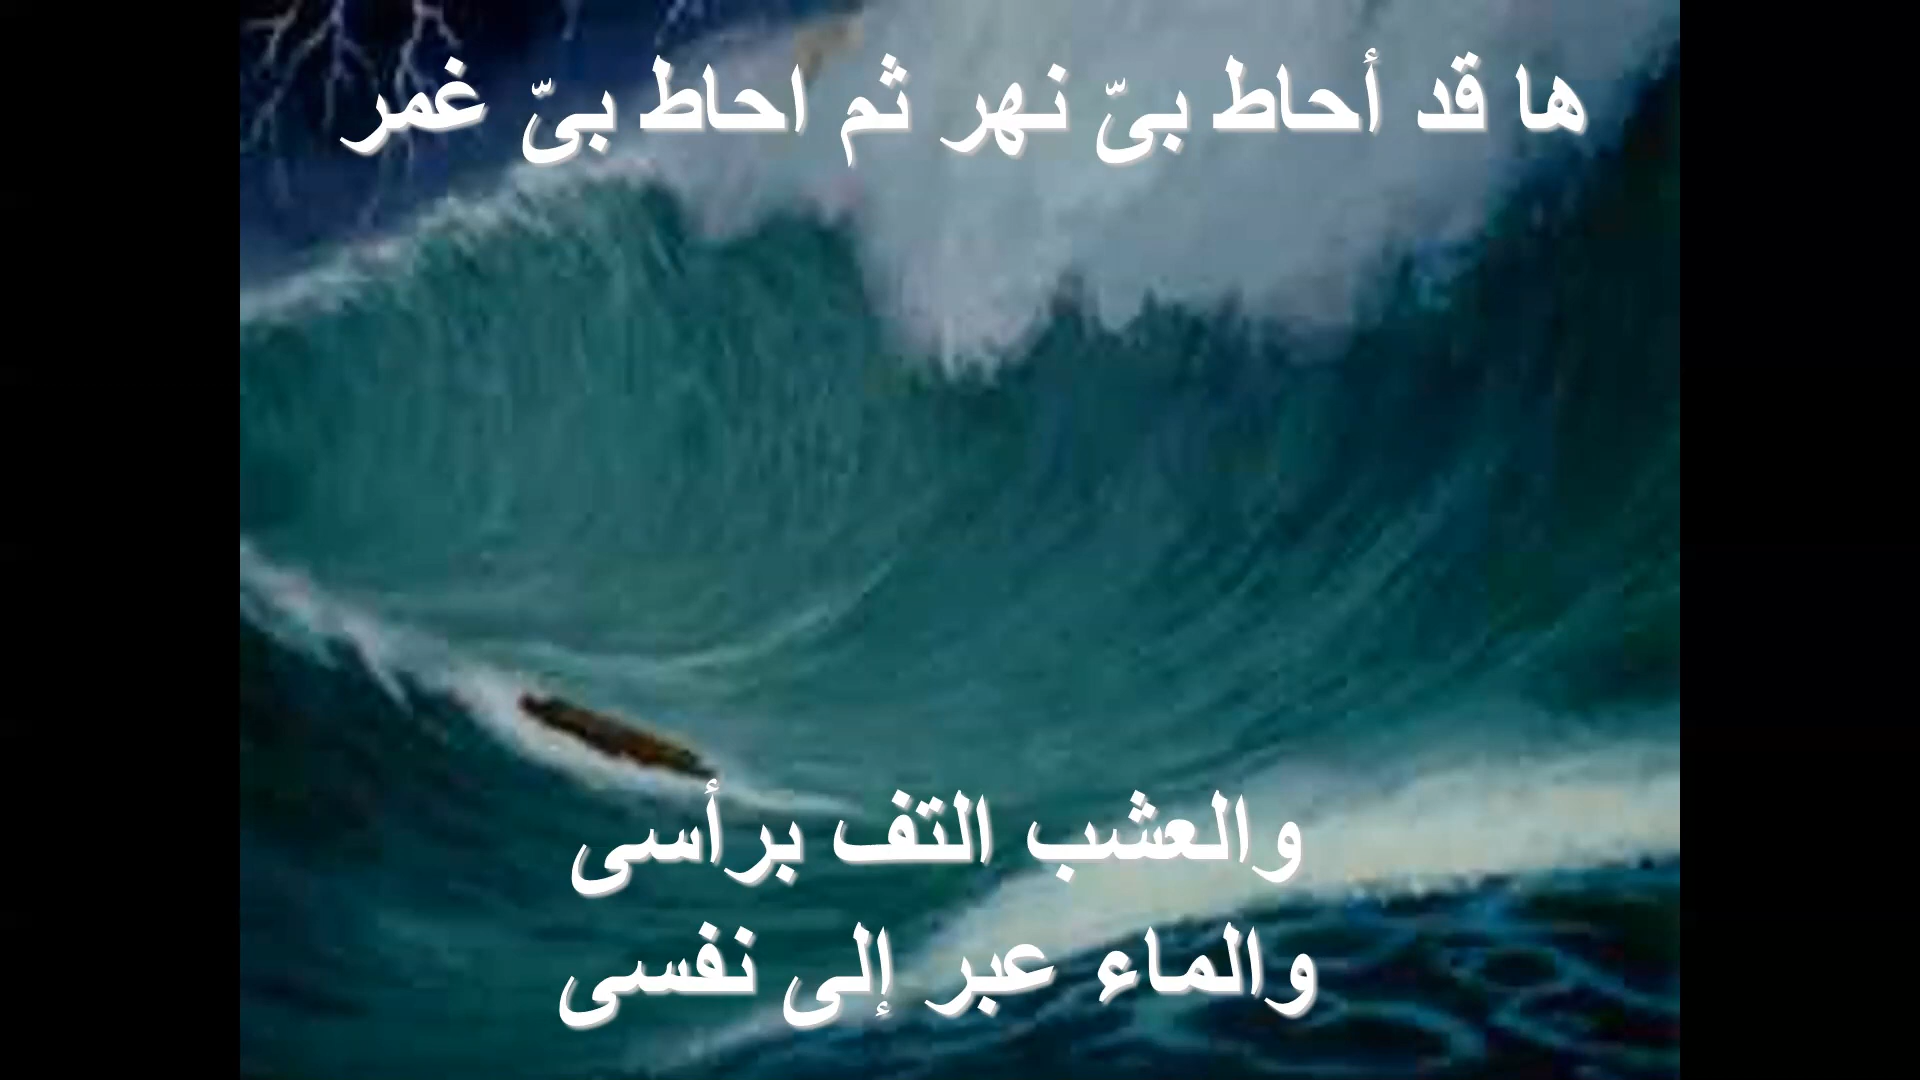 ها قد أحاط بىّ نهر ثم احاط بىّ غمر
والعشب التف برأسى
والماء عبر إلى نفسى